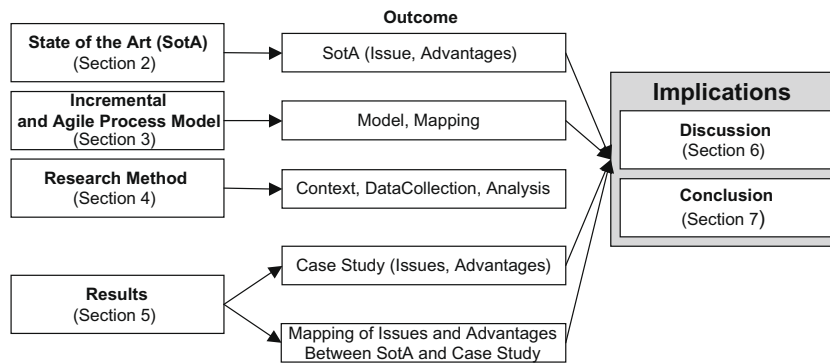 Outcome
State of the Art (SotA)
(Section 2)
SotA (Issue, Advantages)
Incremental
and Agile Process Model
(Section 3)
Model, Mapping
Research Method
(Section 4)
Context, DataCollection, Analysis
Results
(Section 5)
Case Study (Issues, Advantages)
Mapping of Issues and Advantages
Between SotA and Case Study
Implications
Discussion
(Section 6)
Conclusion
(Section 7)